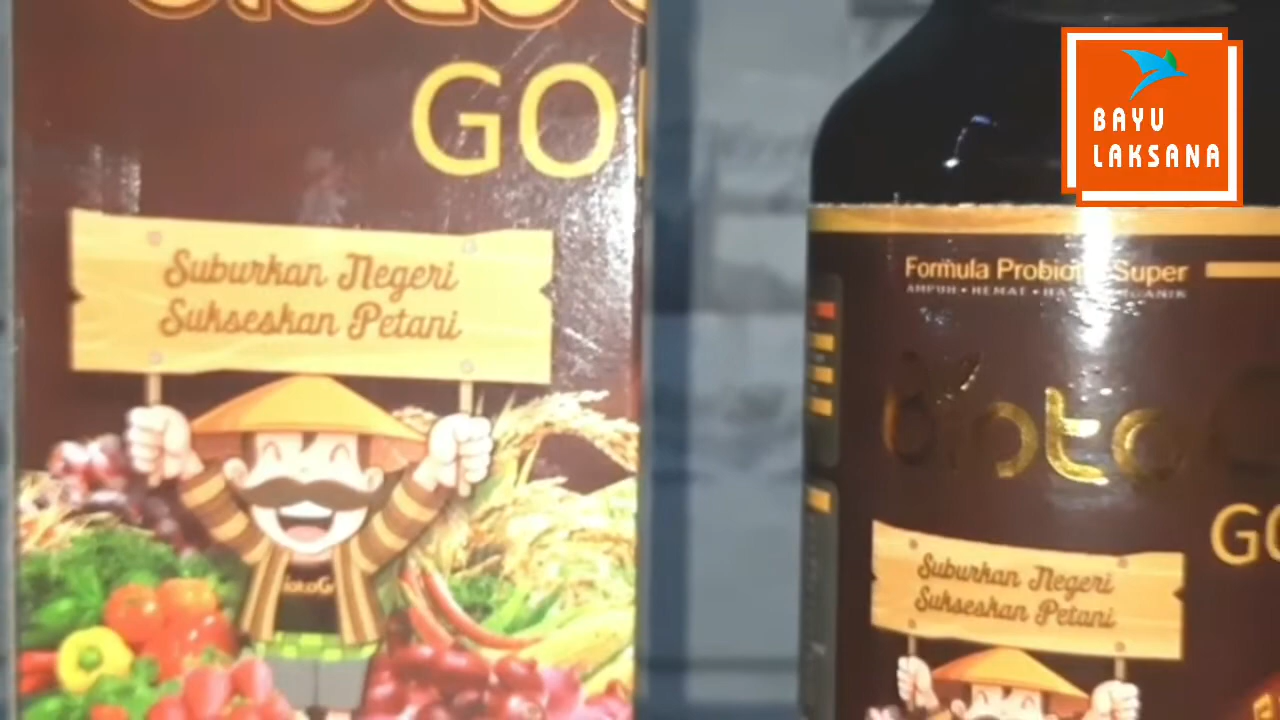 GO
Suburkan Negeri
Sukseskan Petani
BAYU
LAKSANA
Formula Probiotik Super
AMPUH • HEMAT •
GO
Suburkan Negeri
Sukseskan Petani